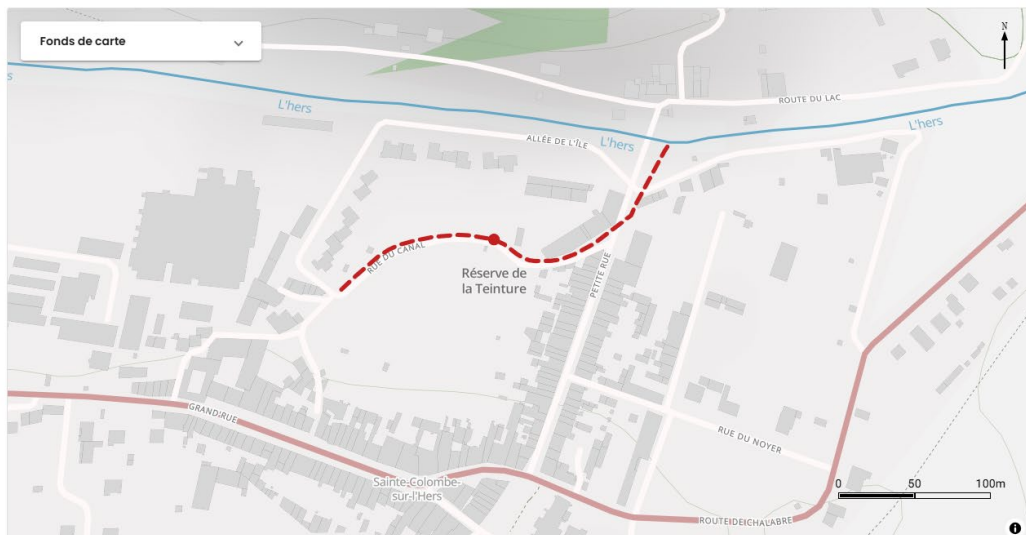 Fonds de carte
N
ROUTE DU LAC
L'hers
L'hers
L'hers
ers
ALLÉE DE L'ÎLE
RUE DU CANAL
Réserve de
la Teinture
PETITE RUE
GRAND'RUE
RUE DU NOYER
Sainte-Colombe-
sur-l'Hers
0 50 100m
ROUTE DE CHALABRE